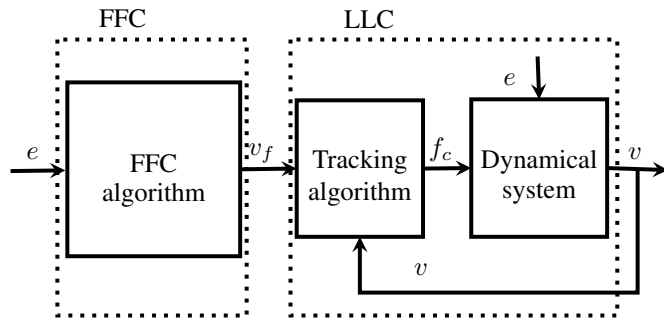 FFC
LLC
e
FFC
algorithm
v_f
Tracking
algorithm
f_c
e
Dynamical
system
v
v